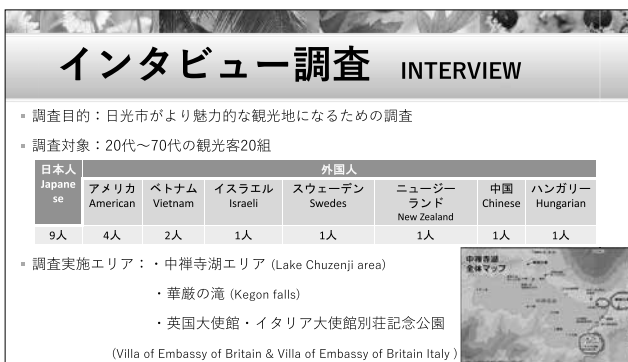 インタビュー調査 INTERVIEW
調査目的：日光市がより魅力的な観光地になるための調査
調査対象：20代～70代の観光客20組
日本人 外国人
Japane
se
アメリカ ベトナム イスラエル スウェーデン ニュージー 中国 ハンガリー
ランド
American Vietnam Israeli Swedes New Zealand Chinese Hungarian
9人 4人 2人 1人 1人 1人 1人 1人
調査実施エリア：・中禅寺湖エリア (Lake Chuzenji area)
・華厳の滝 (Kegon falls)
・英国大使館・イタリア大使館別荘記念公園
(Villa of Embassy of Britain & Villa of Embassy of Britain Italy )
中禅寺湖
全体マップ